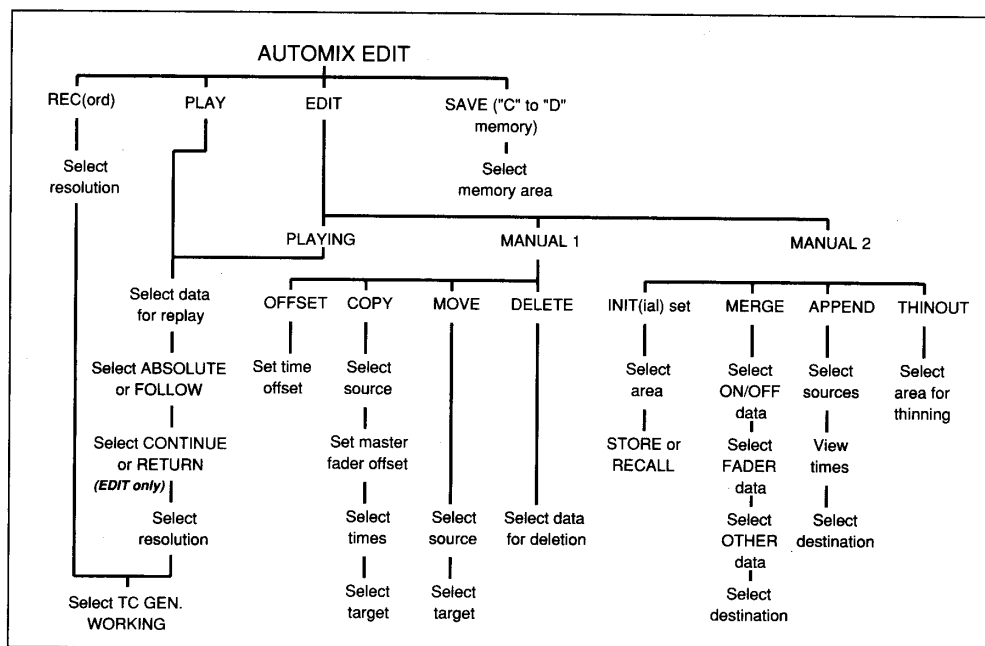 AUTOMIX EDIT
REC(ord)
PLAY
EDIT
SAVE ("C" to "D"
memory)
Select
resolution
Select
memory area
PLAYING
MANUAL 1
MANUAL 2
Select data
for replay
OFFSET
COPY
MOVE
DELETE
INIT(ial) set
MERGE
APPEND
THINOUT
Select ABSOLUTE
or FOLLOW
Set time
offset
Select
source
Select
area
Select
ON/OFF
data
Select
sources
Select
area for
thinning
Select CONTINUE
or RETURN
(EDIT only)
Set master
fader offset
STORE or
RECALL
Select
FADER
data
View
times
Select
resolution
Select
times
Select
source
Select data
for deletion
Select
OTHER
data
Select
destination
Select TC GEN.
WORKING
Select
target
Select
target
Select
destination